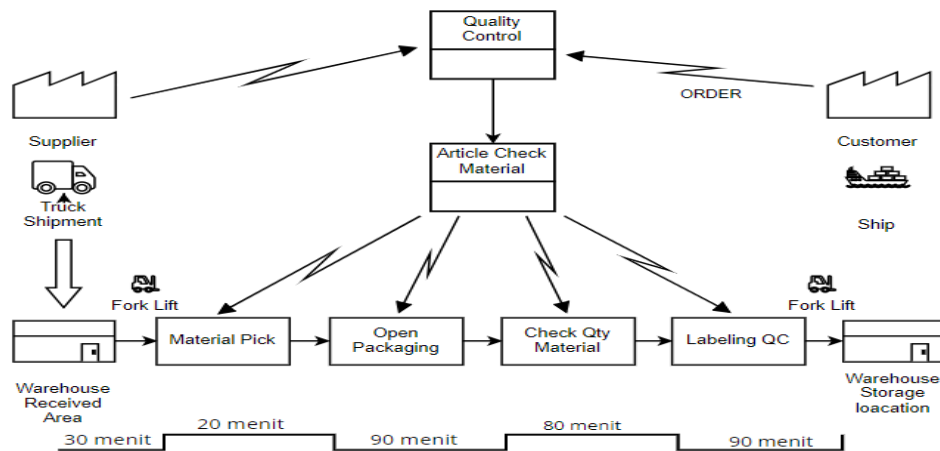 Quality
Control
ORDER
Supplier
Customer
Article Check
Material
Truck
Shipment
Ship
Fork Lift
Fork Lift
Material Pick
Open
Packaging
Check Qty
Material
Labeling QC
Warehouse
Received
Area
Warehouse
Storage
loacation
30 menit
20 menit
90 menit
80 menit
90 menit